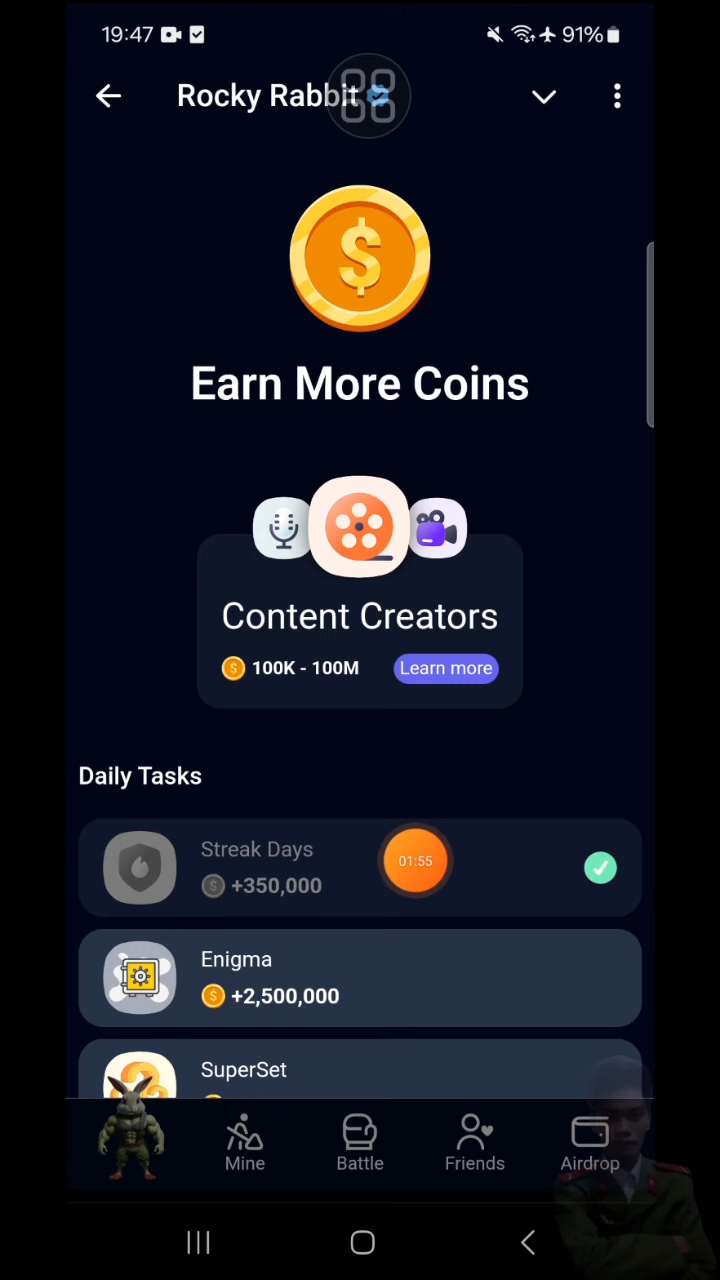 19:47 91%
Rocky Rabbit
$
Earn More Coins
Content Creators
$ 100K - 100M Learn more
Daily Tasks
Streak Days
01:55
$ +350,000
Enigma
$ +2,500,000
SuperSet
Mine Battle Friends Airdrop